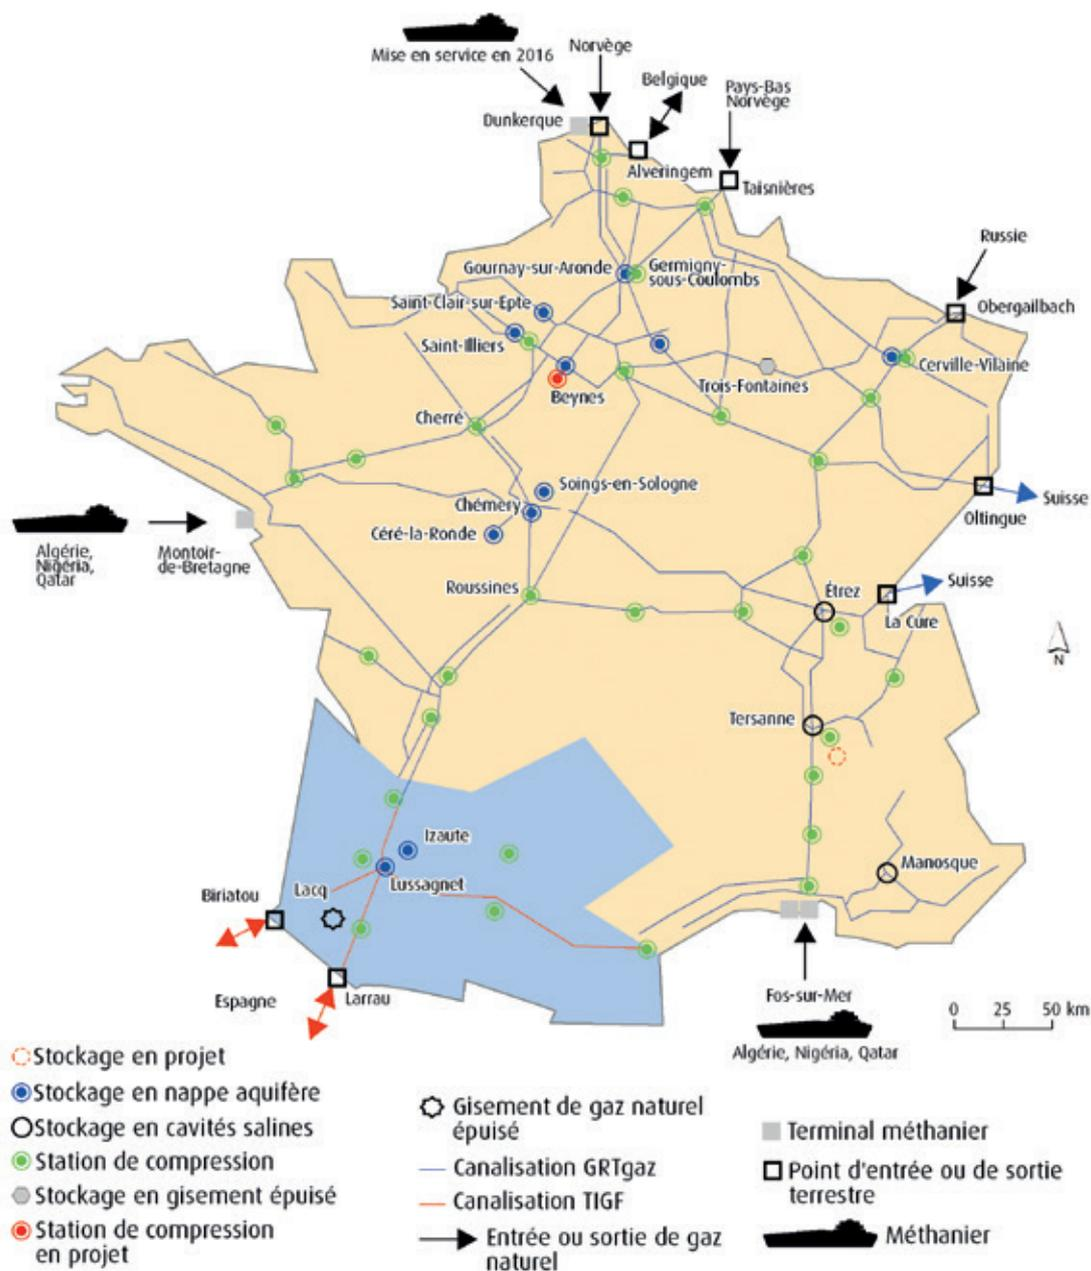 Mise en service en 2016
Norvège
Belgique
Pays-Bas
Norvège
Dunkerque
Alveringem
Taisnières
Russie
Gournay-sur-Aronde
Germigny-
sous-Coulombs
Saint-Clair-sur-Epte
Obergailbach
Saint-Illiers
Cerville-Vilaine
Trois-Fontaines
Beynes
Cherré
Soings-en-Sologne
Chémery
Suisse
Oltingue
Céré-la-Ronde
Algérie,
Nigéria,
Qatar
Montoir-
de-Bretagne
Roussines
Étrez
Suisse
La Cure
N
Tersanne
Izaute
Manosque
Lussagnet
Lacq
Biriatou
Espagne
Larrau
Fos-sur-Mer
Algérie, Nigéria, Qatar
0 25 50 km
Stockage en projet
Stockage en nappe aquifère
Stockage en cavités salines
Station de compression
Stockage en gisement épuisé
Station de compression
en projet
Gisement de gaz naturel
épuisé
Canalisation GRTgaz
Canalisation TIGF
Entrée ou sortie de gaz
naturel
Terminal méthanier
Point d'entrée ou de sortie
terrestre
Méthanier